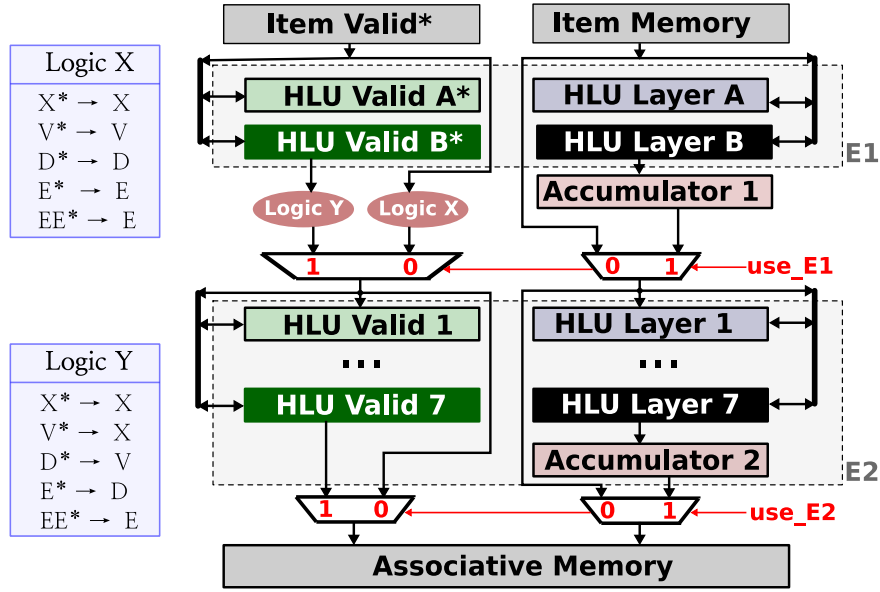 Item Valid*
Item Memory
Logic X
X* → X
V* → V
D* → D
E* → E
EE* → E
HLU Valid A*
HLU Layer A
HLU Valid B*
HLU Layer B
E1
Logic Y
Logic X
Accumulator 1
1 0
0 1
use_E1
HLU Valid 1
HLU Layer 1
...
...
HLU Valid 7
HLU Layer 7
Accumulator 2
E2
Logic Y
X* → X
V* → X
D* → V
E* → D
EE* → E
1 0
0 1
use_E2
Associative Memory